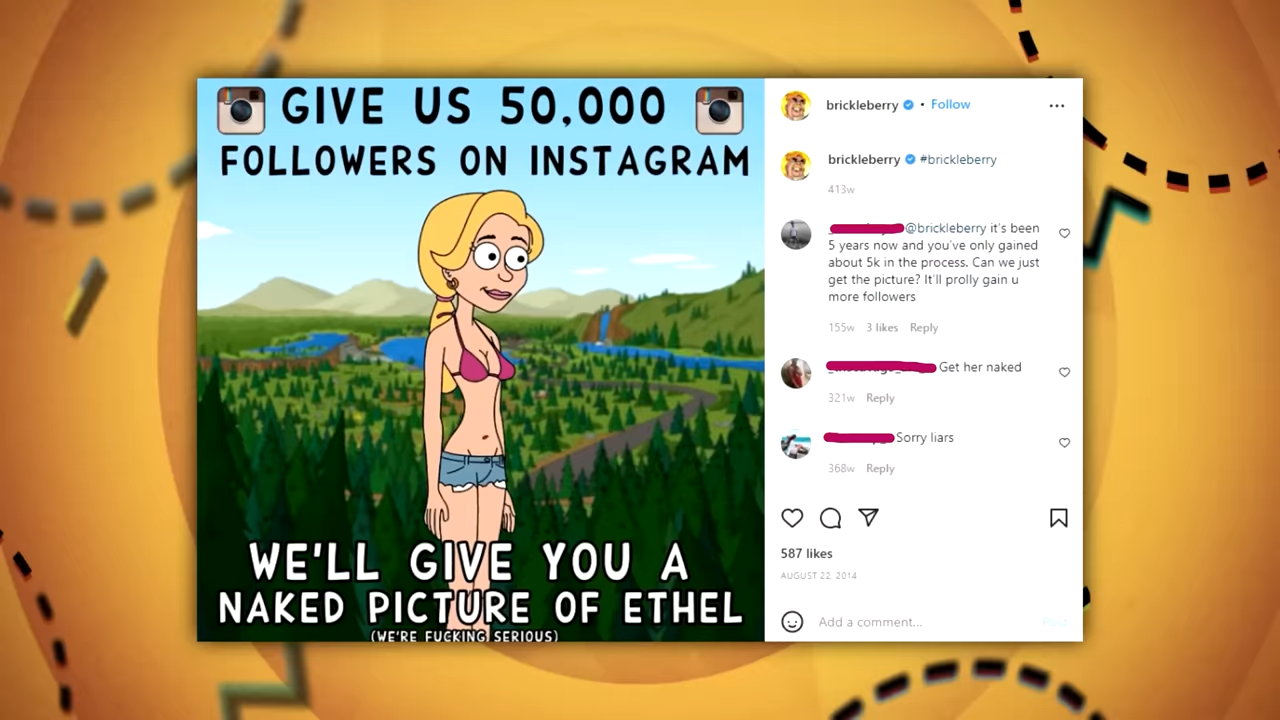 GIVE US 50,000
FOLLOWERS ON INSTAGRAM
WE'LL GIVE YOU A
NAKED PICTURE OF ETHEL
(WE'RE FUCKING SERIOUS)
brickleberry • Follow
brickleberry #brickleberry
413w
@brickleberry it's been
5 years now and you've only gained
about 5k in the process. Can we just
get the picture? It'll prolly gain u
more followers
155w 3 likes Reply
Get her naked
321w Reply
Sorry liars
368w Reply
587 likes
AUGUST 22, 2014
Add a comment... Post